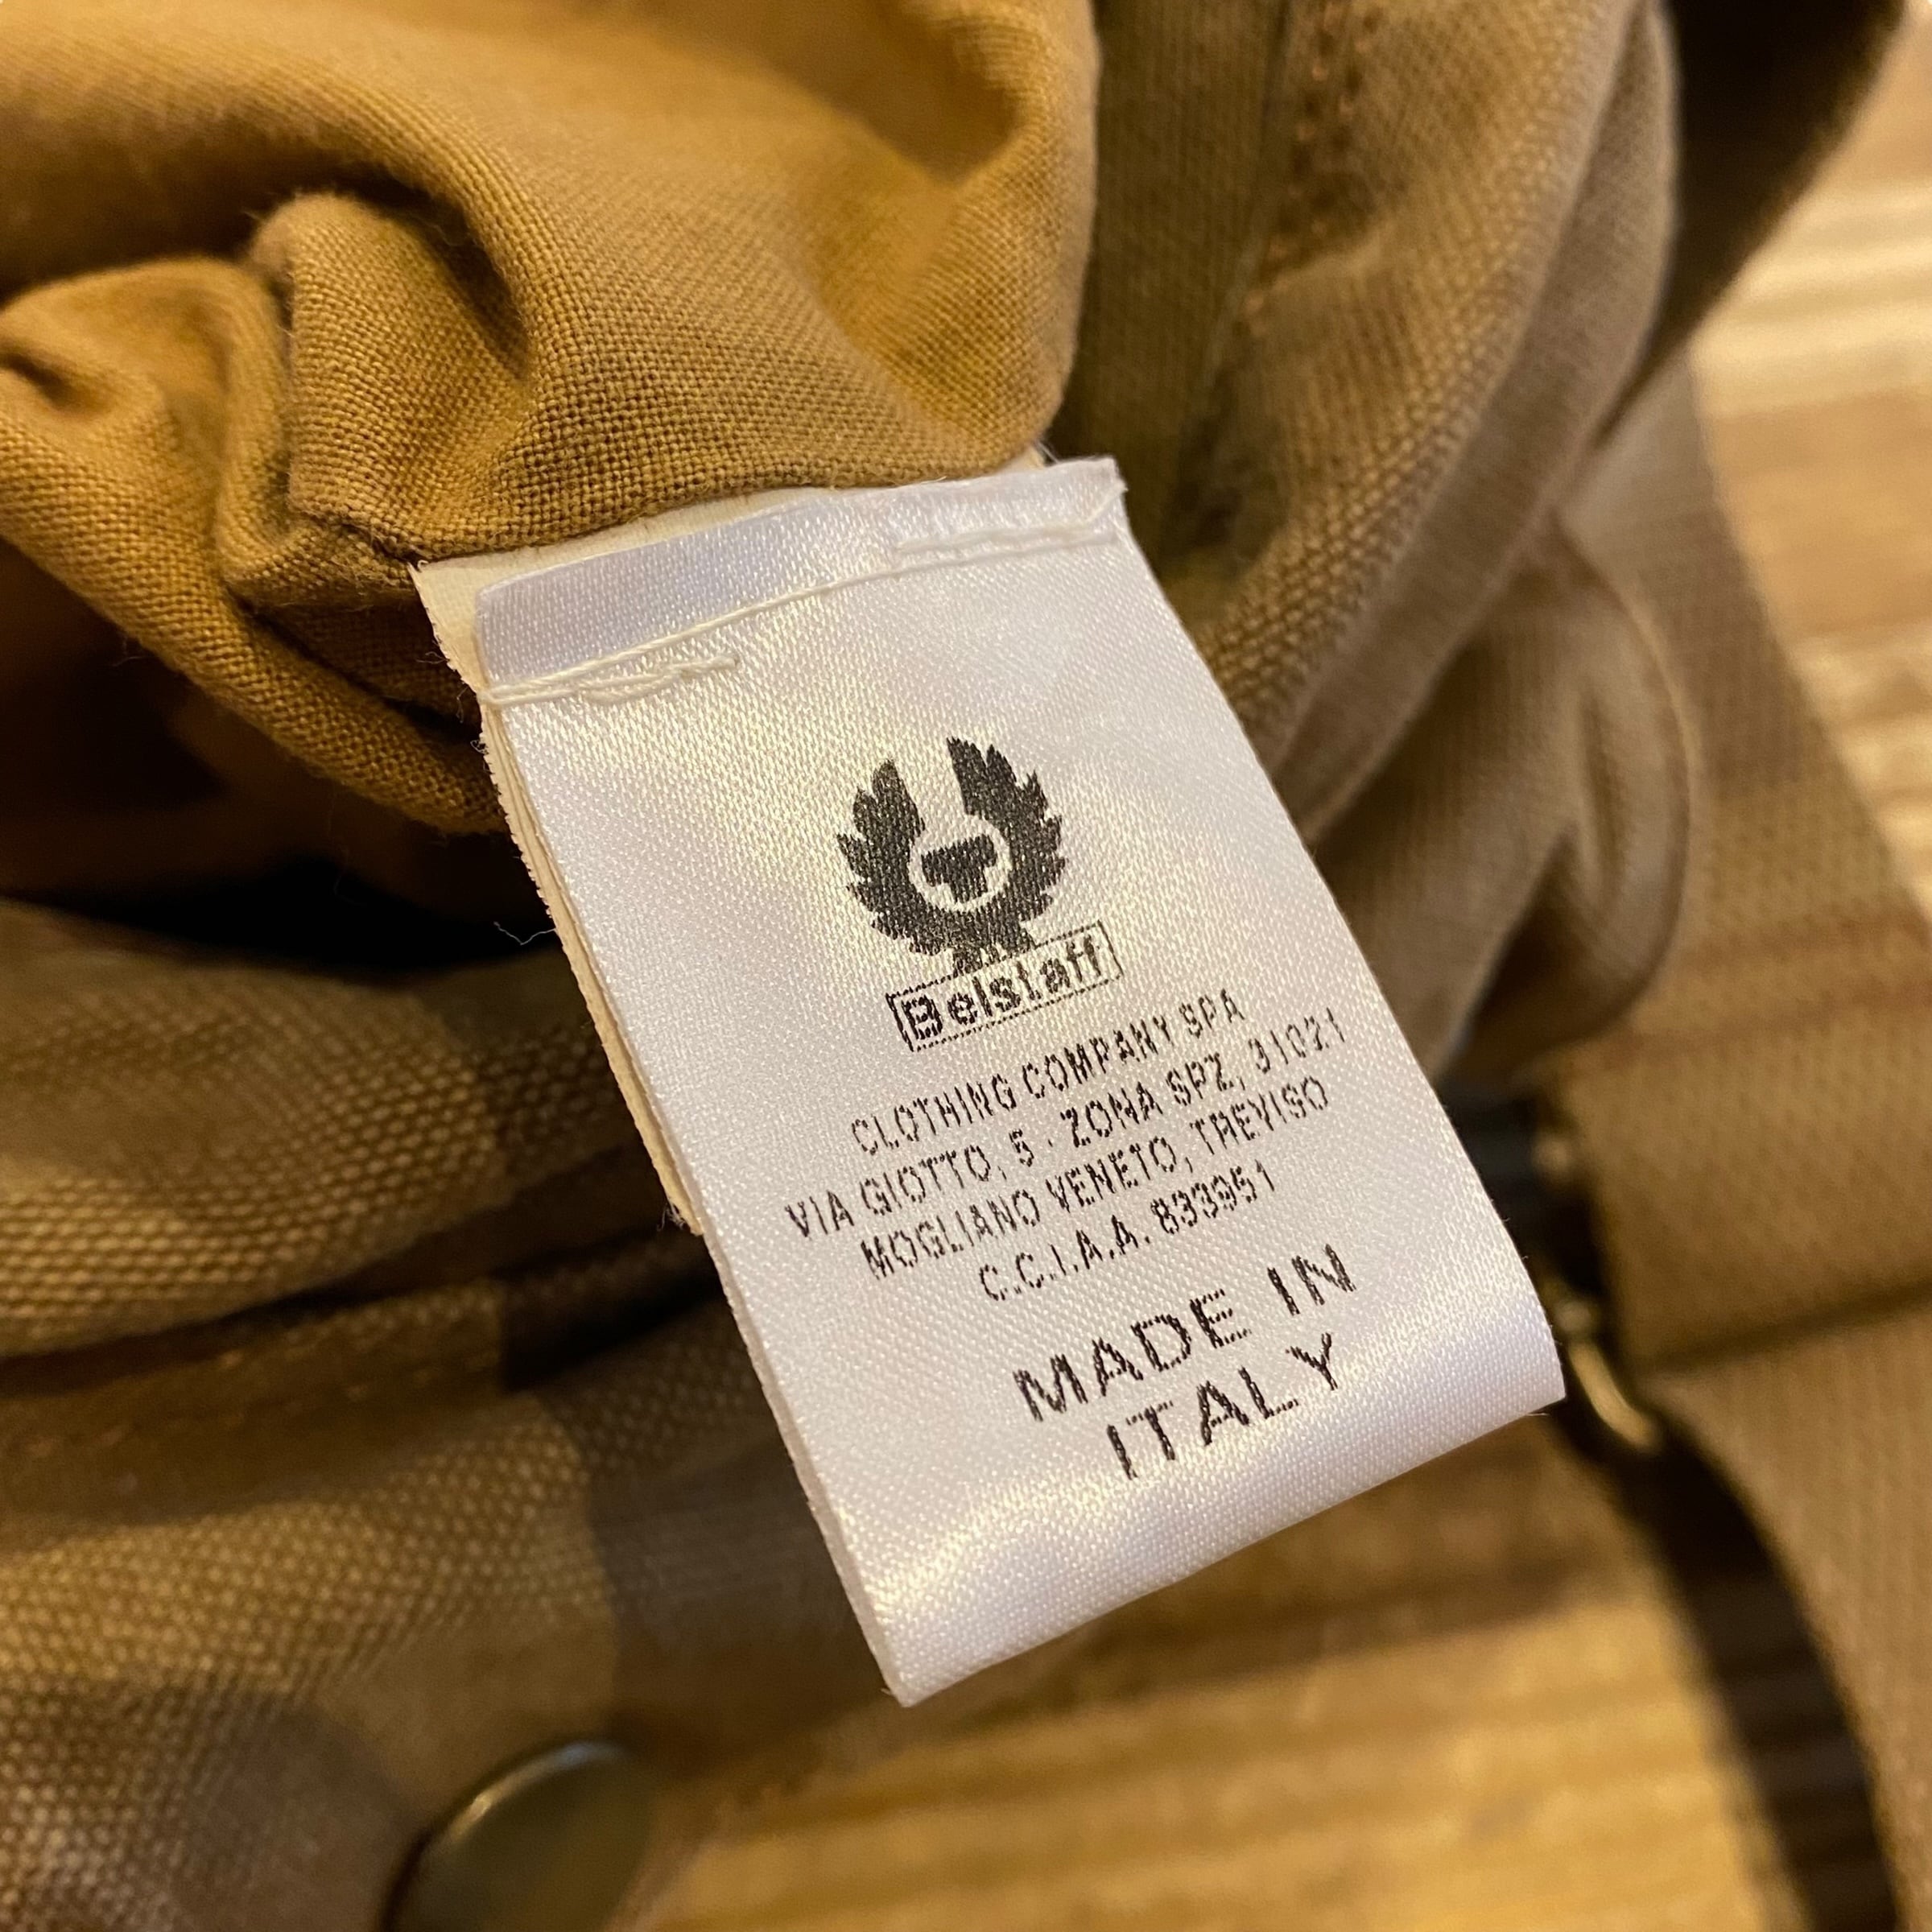 Belstaff
CLOTHING COMPANY SPA
VIA GIOTTO, 5 - ZONA SPZ, 31021
MOGLIANO VENETO, TREVISO
C.C.I.A.A. 833951
MADE IN
ITALY